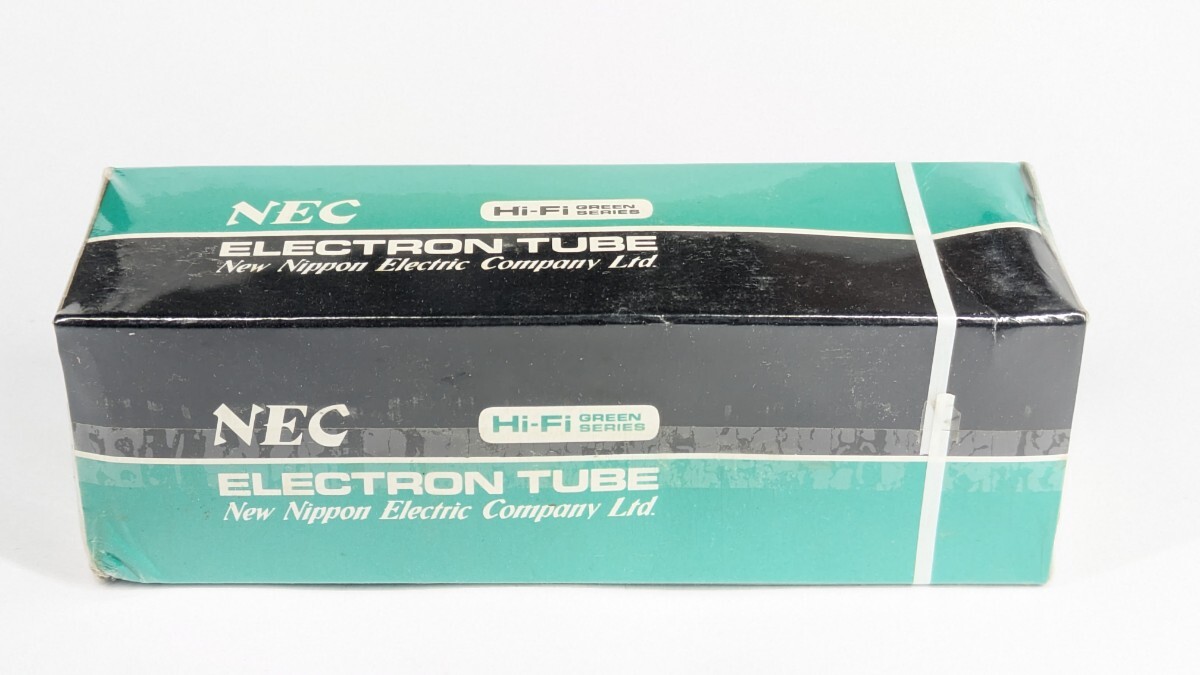 NEC
Hi-Fi GREEN SERIES
ELECTRON TUBE
New Nippon Electric Company Ltd.
NEC
Hi-Fi GREEN SERIES
ELECTRON TUBE
New Nippon Electric Company Ltd.